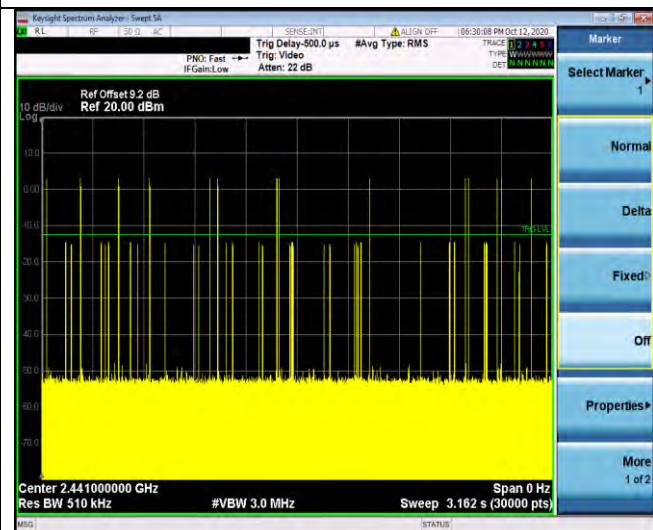 Keysight Spectrum Analyzer - Swept SA
RL RF 50 Ω AC SENSE:INT ALIGN OFF 06:30:08 PM Oct 12, 2020
Marker
Trig Delay-500.0 µs #Avg Type: RMS TRACE 1 2 3 4 5 6
PNO: Fast Trig: Video TYPE WWWWWW
IFGain:Low Atten: 22 dB DET N N N N N N
Select Marker
1
Ref Offset 9.2 dB
10 dB/div Ref 20.00 dBm
Log
10.0
Normal
0.00
Delta
-10.0
TRIG LVL
-20.0
Fixed
-30.0
Off
-40.0
-50.0
Properties
-60.0
-70.0
More
1 of 2
Center 2.441000000 GHz Span 0 Hz
Res BW 510 kHz #VBW 3.0 MHz Sweep 3.162 s (30000 pts)
MSG STATUS